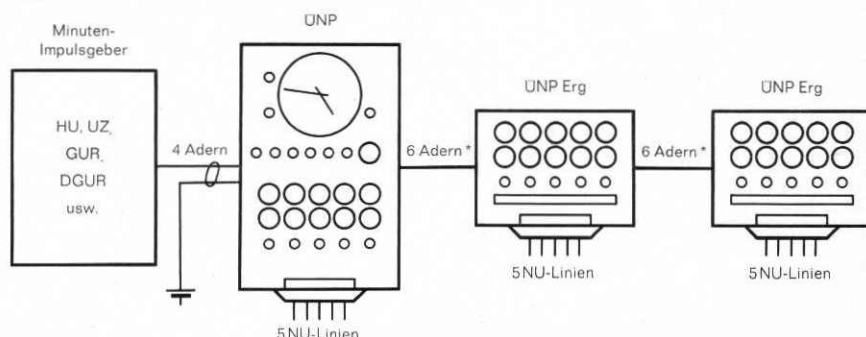 Minuten-
Impulsgeber
HU, UZ,
GUR,
DGUR
usw.
4 Adern
ÜNP
5NU-Linien
6 Adern *
ÜNP Erg
5NU-Linien
6 Adern *
ÜNP Erg
5NU-Linien